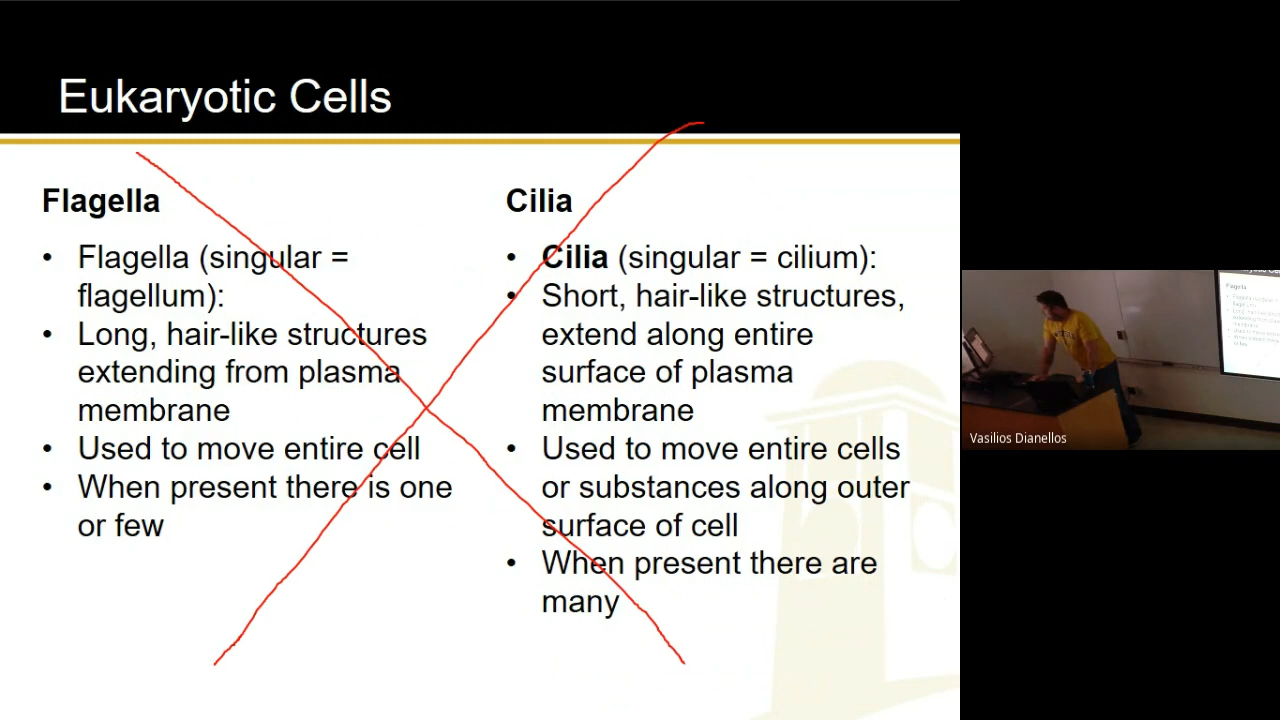 Eukaryotic Cells
Flagella
• Flagella (singular =
flagellum):
• Long, hair-like structures
extending from plasma
membrane
• Used to move entire cell
• When present there is one
or few
Cilia
• Cilia (singular = cilium):
• Short, hair-like structures,
extend along entire
surface of plasma
membrane
• Used to move entire cells
or substances along outer
surface of cell
• When present there are
many
Vasilios Dianellos
Flagella